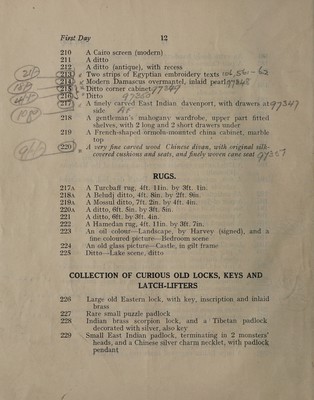 First Day 12
210 A Cairo screen (modern)
211 A ditto
212 A ditto (antique), with recess
213 Two strips of Egyptian embroidery texts
214 Modern Damascus overmantel, inlaid pearl
215 Ditto corner cabinet
216 Ditto
217 A finely carved East Indian davenport, with drawers at
side
218 A gentleman's mahogany wardrobe, upper part fitted
shelves, with 2 long and 2 short drawers under
219 A French-shaped ormolu-mounted china cabinet, marble
top
220 A very fine carved wood Chinese divan, with original silk-
covered cushions and seats, and finely woven cane seat
RUGS.
217A A Turcbaff rug, 4ft. 11in. by 3ft. 1in.
218A A Beludj ditto, 4ft. 8in. by 2ft. 9in.
219A A Mossul ditto, 7ft. 2in. by 4ft. 4in.
220A A ditto, 6ft. 5in. by 3ft. 5in.
221 A ditto, 6ft. by 3ft. 4in.
222 A Hamedan rug, 4ft. 11in. by 3ft. 7in.
223 An oil colour—Landscape, by Harvey (signed), and a
fine coloured picture—Bedroom scene
224 An old glass picture—Castle, in gilt frame
225 Ditto—Lake scene, ditto
COLLECTION OF CURIOUS OLD LOCKS, KEYS AND
LATCH-LIFTERS
226 Large old Eastern lock, with key, inscription and inlaid
brass
227 Rare small puzzle padlock
228 Indian brass scorpion lock, and a Tibetan padlock
decorated with silver, also key
229 Small East Indian padlock, terminating in 2 monsters'
heads, and a Chinese silver charm necklet, with padlock
pendant